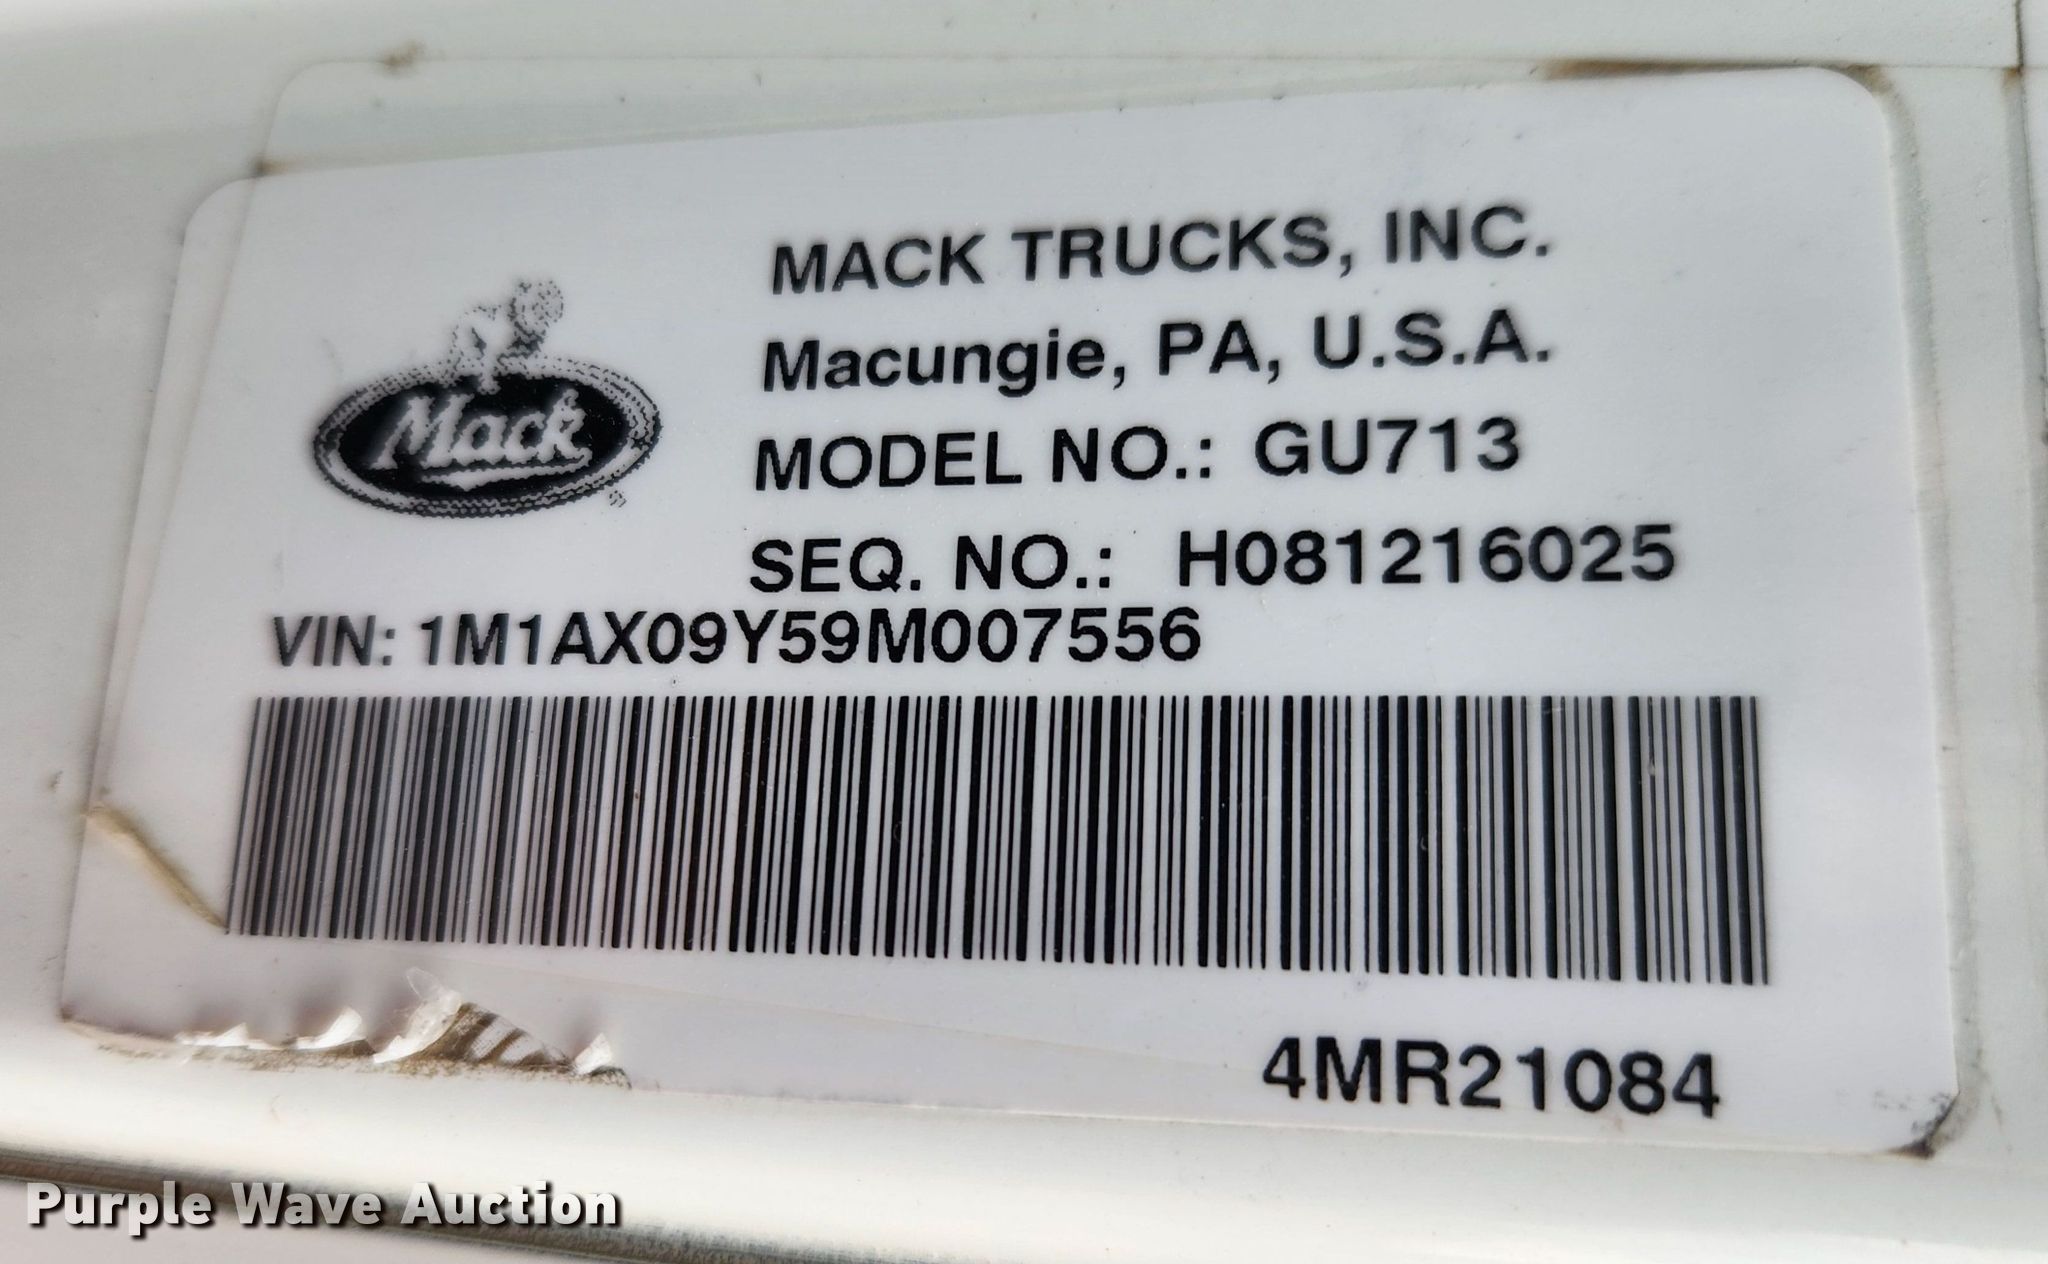 MACK TRUCKS, INC.
Macungie, PA, U.S.A.
Mack
®
MODEL NO.: GU713
SEQ. NO.: H081216025
VIN: 1M1AX09Y59M007556
4MR21084
Purple Wave Auction